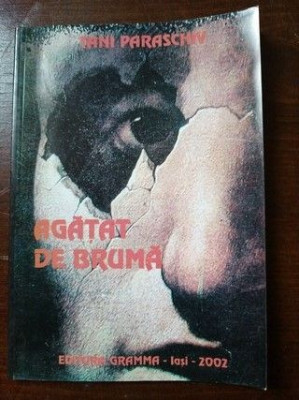 TANI PARASCHIV
AGĂȚAT
DE BRUMĂ
EDITURA GRAMMA - Iași - 2002